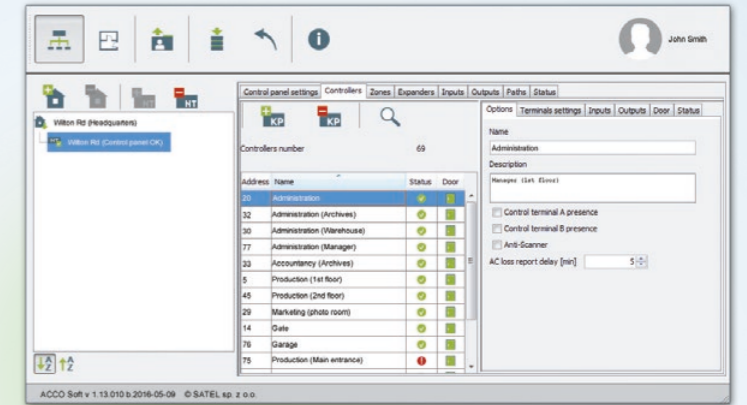 John Smith
HT
HT
Control panel settings Controllers Zones Expanders Inputs Outputs Paths Status
Wilton Rd (Headquarters)
Wilton Rd (Control panel OK)
KP
KP
Controllers number 69
Address Name Status Door
20 Administration
32 Administration (Archives)
30 Administration (Warehouse)
77 Administration (Manager)
33 Accountancy (Archives)
5 Production (1st floor)
45 Production (2nd floor)
29 Marketing (photo room)
14 Gate
76 Garage
75 Production (Main entrance)
Options Terminals settings Inputs Outputs Door Status
Name
Administration
Description
Manager (1st floor)
Control terminal A presence
Control terminal B presence
Anti-Scanner
AC loss report delay [min] 5
A
Z
A
Z
ACCO Soft v 1.13.010 b.2016-05-09 © SATEL sp. z o.o.